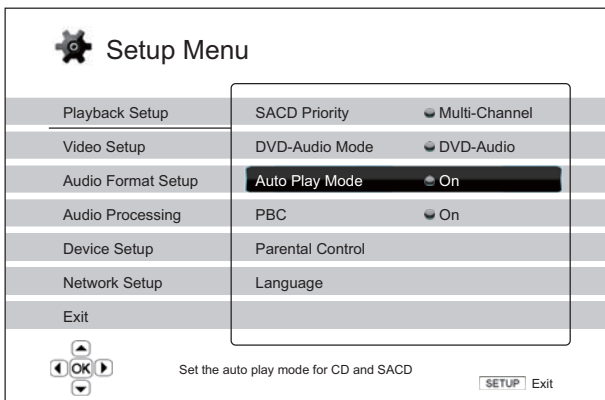 Setup Menu
Playback Setup
SACD Priority Multi-Channel
Video Setup
DVD-Audio Mode DVD-Audio
Audio Format Setup
Auto Play Mode On
Audio Processing
PBC On
Device Setup
Parental Control
Network Setup
Language
Exit
OK
Set the auto play mode for CD and SACD
SETUP Exit